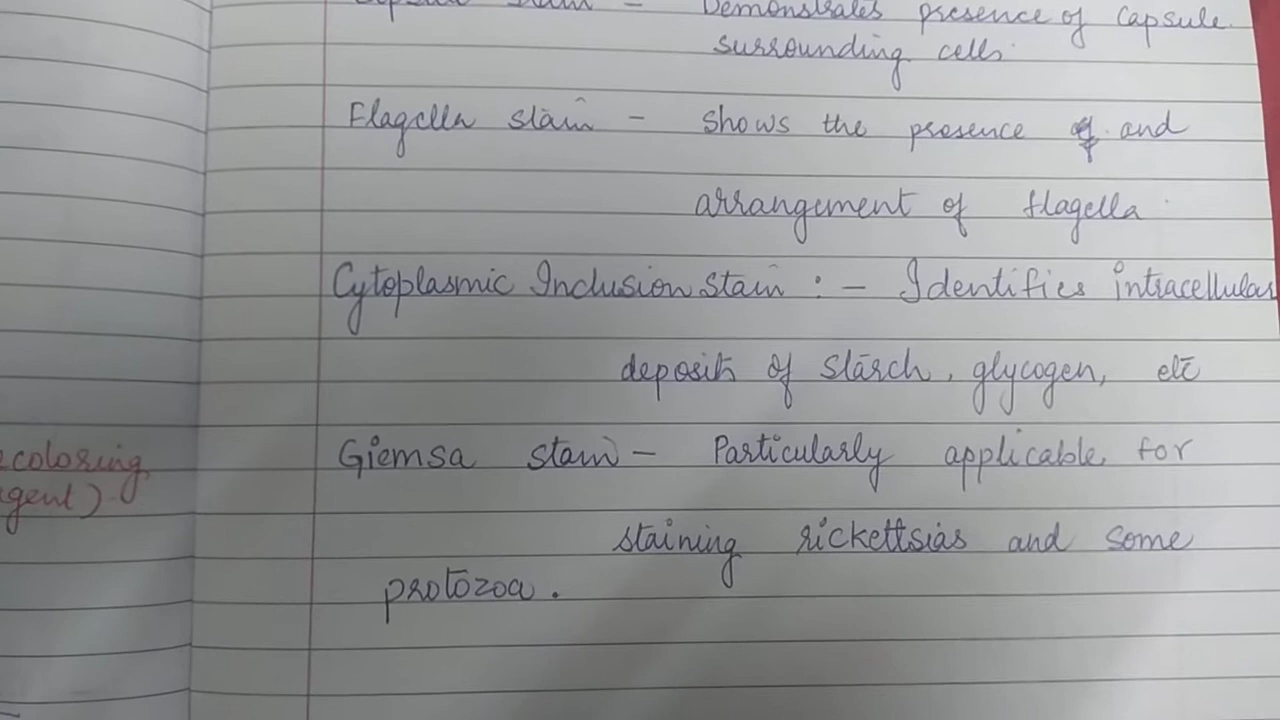 Demonstrates presence of capsule.
surrounding cells.
Flagella stain - shows the presence of and
arrangement of flagella.
Cytoplasmic Inclusion stain : - Identifies intracellular
deposits of starch, glycogen, etc
Giemsa stain - Particularly applicable for
staining rickettsias and some
protozoa.
coloring
gent)